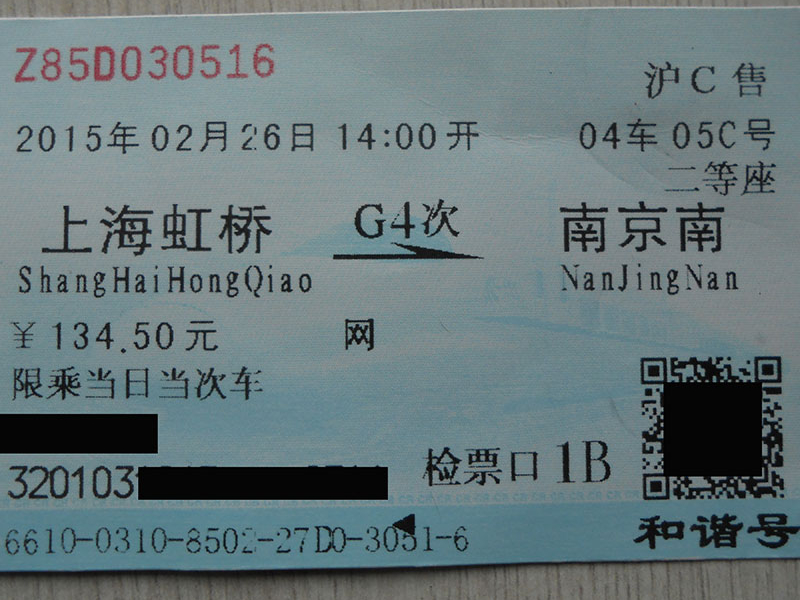 Z85D030516
沪C售
2015年02月26日 14:00开 04车05C号
二等座
上海虹桥 G4次 南京南
ShangHaiHongQiao NanJingNan
￥134.50元 网
限乘当日当次车
3201031
检票口1B
6610-0310-8502-27D0-3051-6
和谐号